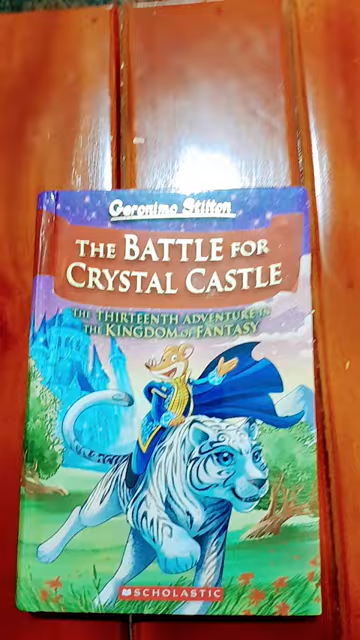 Geronimo Stilton
THE BATTLE FOR
CRYSTAL CASTLE
THE THIRTEENTH ADVENTURE IN
THE KINGDOM OF FANTASY
SCHOLASTIC